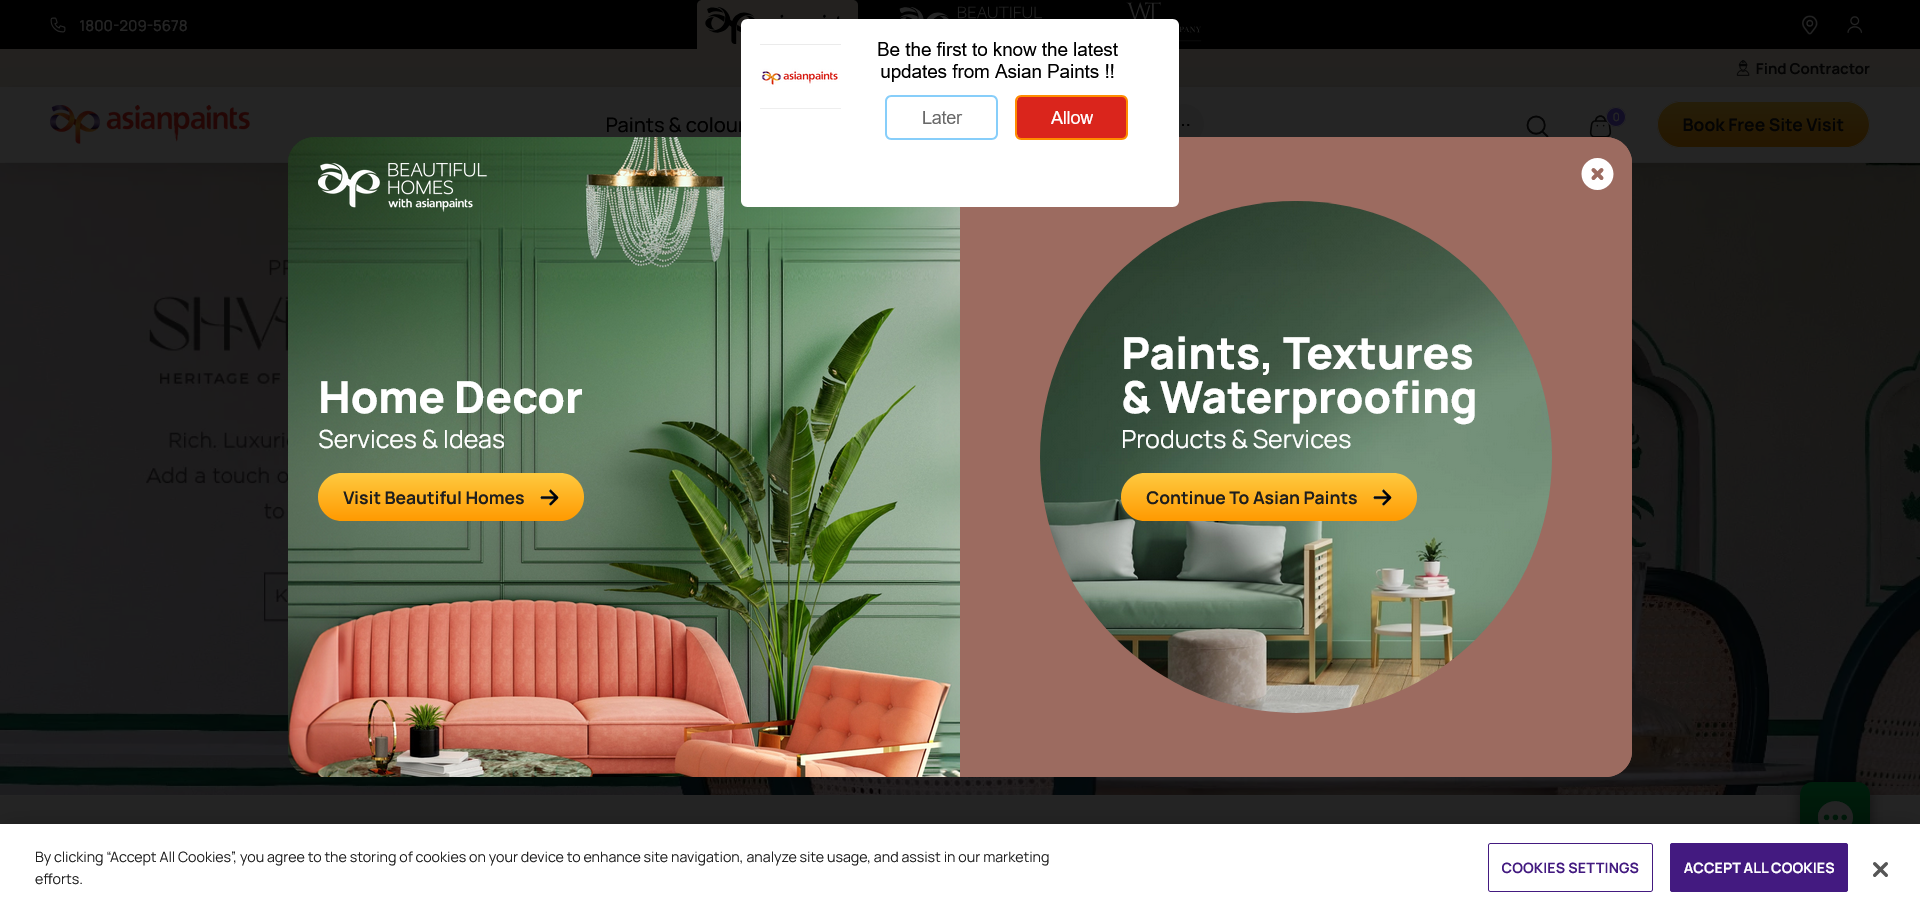 1800-209-5678
BEAUTIFUL
Find Contractor
asianpaints
Paints & colou
0
Book Free Site Visit
asianpaints
Be the first to know the latest
updates from Asian Paints !!
Later
Allow
BEAUTIFUL
HOMES
with asianpaints
Home Decor
Services & Ideas
Visit Beautiful Homes
Paints, Textures
& Waterproofing
Products & Services
Continue To Asian Paints
HERITAGE OF
Rich. Luxuri
Add a touch o
to
By clicking “Accept All Cookies”, you agree to the storing of cookies on your device to enhance site navigation, analyze site usage, and assist in our marketing
efforts.
COOKIES SETTINGS
ACCEPT ALL COOKIES